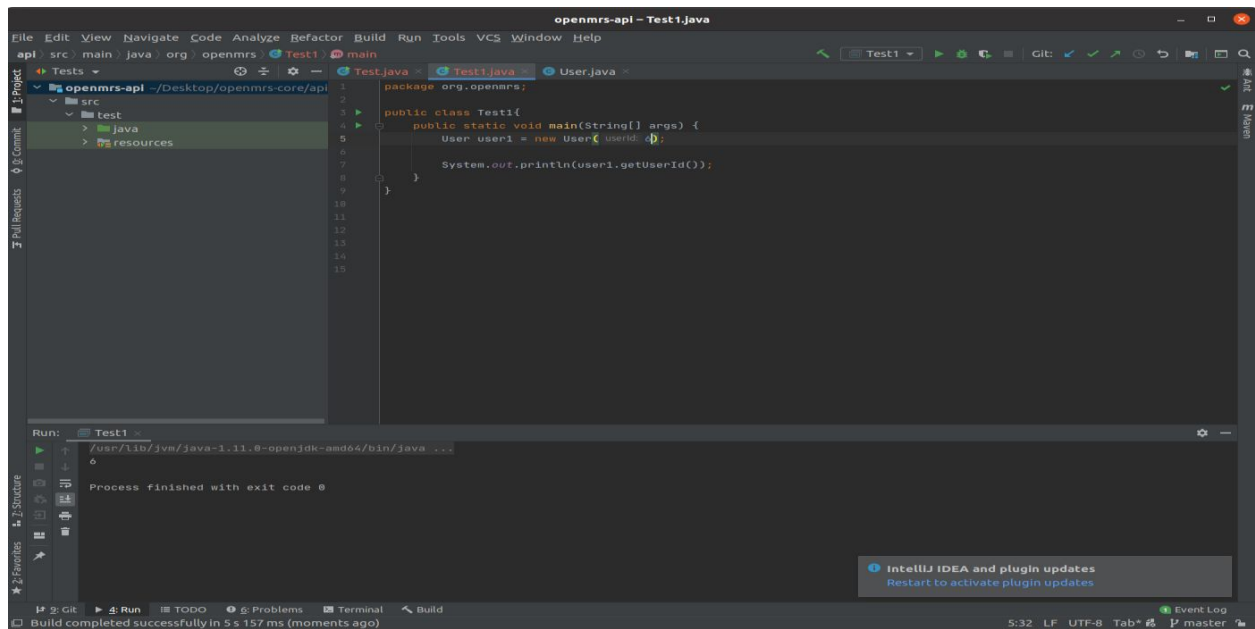 openmrs-api – Test1.java
File Edit View Navigate Code Analyze Refactor Build Run Tools VCS Window Help
api src main java org openmrs Test1 main
Test1
Git:
Tests
Test.java
Test1.java
User.java
1: Project
0: Commit
Pull Requests
7: Structure
2: Favorites
Ant
Maven
openmrs-api ~/Desktop/openmrs-core/api
src
test
java
resources
1 package org.openmrs;
2
3 public class Test1{
4 public static void main(String[] args) {
5 User user1 = new User( userId: 6);
6
7 System.out.println(user1.getUserId());
8 }
9 }
10
11
12
13
14
15
Run: Test1
/usr/lib/jvm/java-1.11.0-openjdk-amd64/bin/java ...
6
Process finished with exit code 0
IntelliJ IDEA and plugin updates
Restart to activate plugin updates
9: Git 4: Run TODO 6: Problems Terminal Build
Event Log
Build completed successfully in 5 s 157 ms (moments ago)
5:32 LF UTF-8 Tab* master